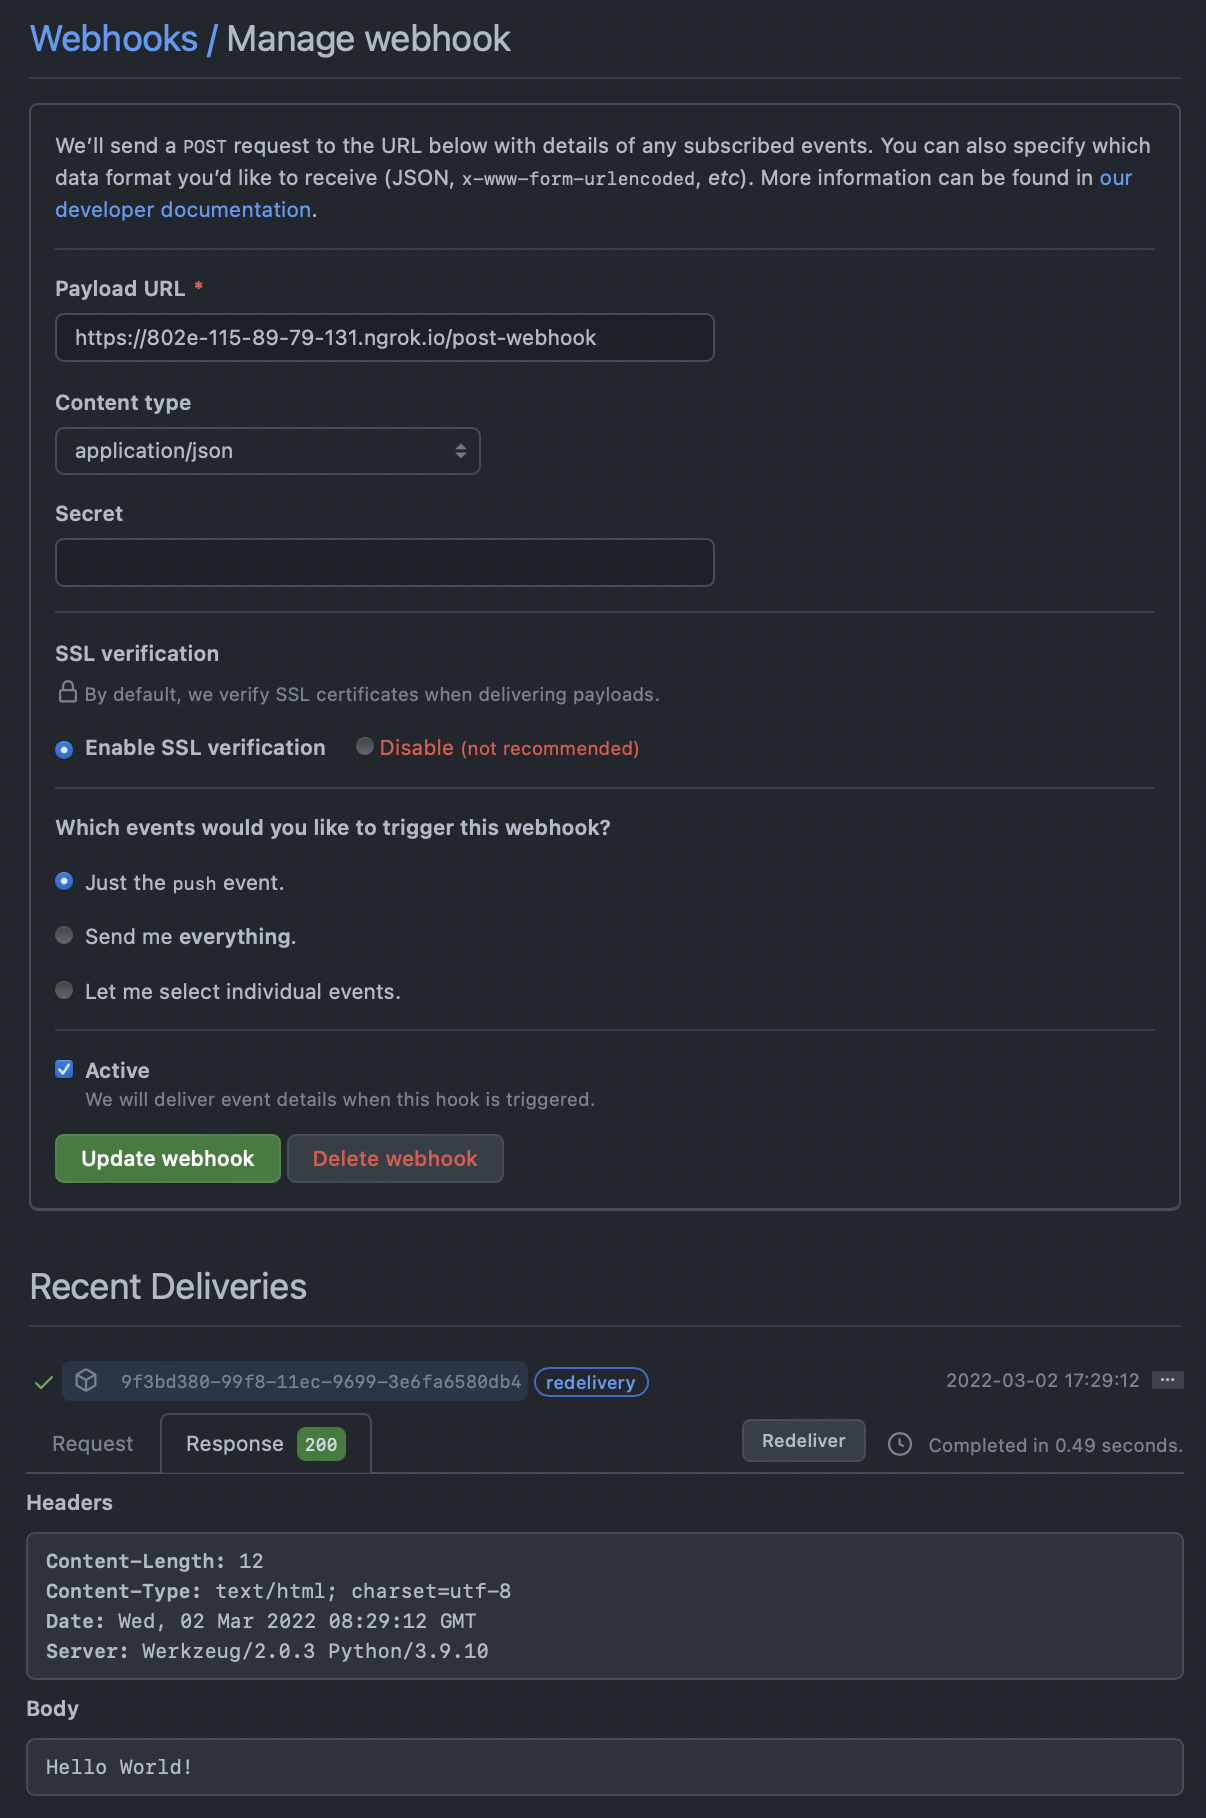 Webhooks / Manage webhook
We’ll send a POST request to the URL below with details of any subscribed events. You can also specify which
data format you’d like to receive (JSON, x-www-form-urlencoded, etc). More information can be found in our
developer documentation.
Payload URL *
https://802e-115-89-79-131.ngrok.io/post-webhook
Content type
application/json
Secret
SSL verification
By default, we verify SSL certificates when delivering payloads.
Enable SSL verification Disable (not recommended)
Which events would you like to trigger this webhook?
Just the push event.
Send me everything.
Let me select individual events.
Active
We will deliver event details when this hook is triggered.
Update webhook Delete webhook
Recent Deliveries
9f3bd380-99f8-11ec-9699-3e6fa6580db4 redelivery 2022-03-02 17:29:12 ...
Request Response 200 Redeliver Completed in 0.49 seconds.
Headers
Content-Length: 12
Content-Type: text/html; charset=utf-8
Date: Wed, 02 Mar 2022 08:29:12 GMT
Server: Werkzeug/2.0.3 Python/3.9.10
Body
Hello World!